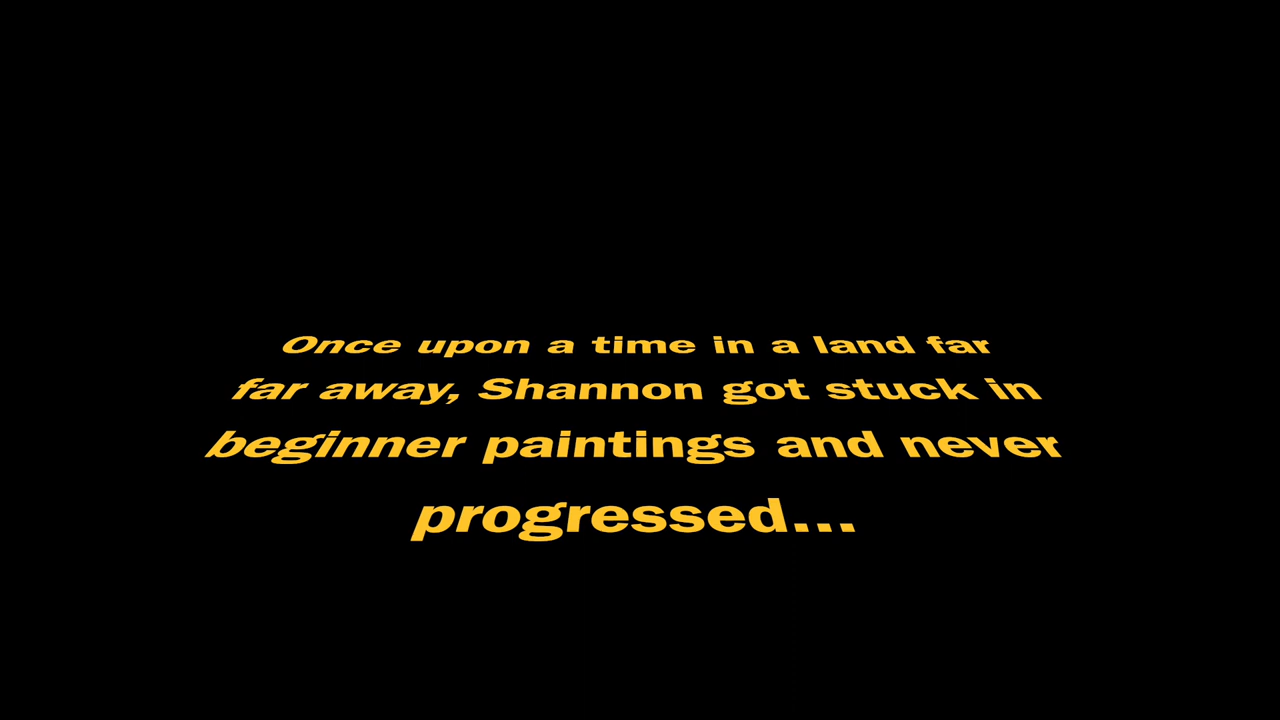 Once upon a time in a land far
far away, Shannon got stuck in
beginner paintings and never
progressed...